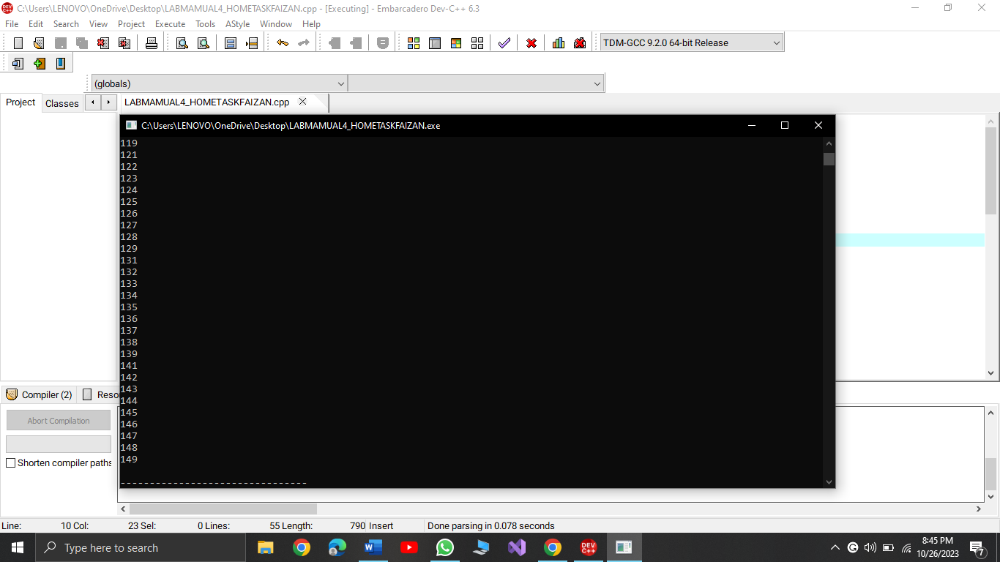 C:\Users\LENOVO\OneDrive\Desktop\LABMAMUAL4_HOMETASKFAIZAN.cpp - [Executing] - Embarcadero Dev-C++ 6.3
File Edit Search View Project Execute Tools AStyle Window Help
TDM-GCC 9.2.0 64-bit Release
(globals)
Project Classes LABMAMUAL4_HOMETASKFAIZAN.cpp
C:\Users\LENOVO\OneDrive\Desktop\LABMAMUAL4_HOMETASKFAIZAN.exe
119
121
122
123
124
125
126
127
128
129
131
132
133
134
135
136
137
138
139
141
142
143
144
145
146
147
148
149
--------------------------------
Compiler (2) Reso
Abort Compilation
Shorten compiler paths
Line: 10 Col: 23 Sel: 0 Lines: 55 Length: 790 Insert Done parsing in 0.078 seconds
Type here to search
DEV C++
8:45 PM
10/26/2023
7